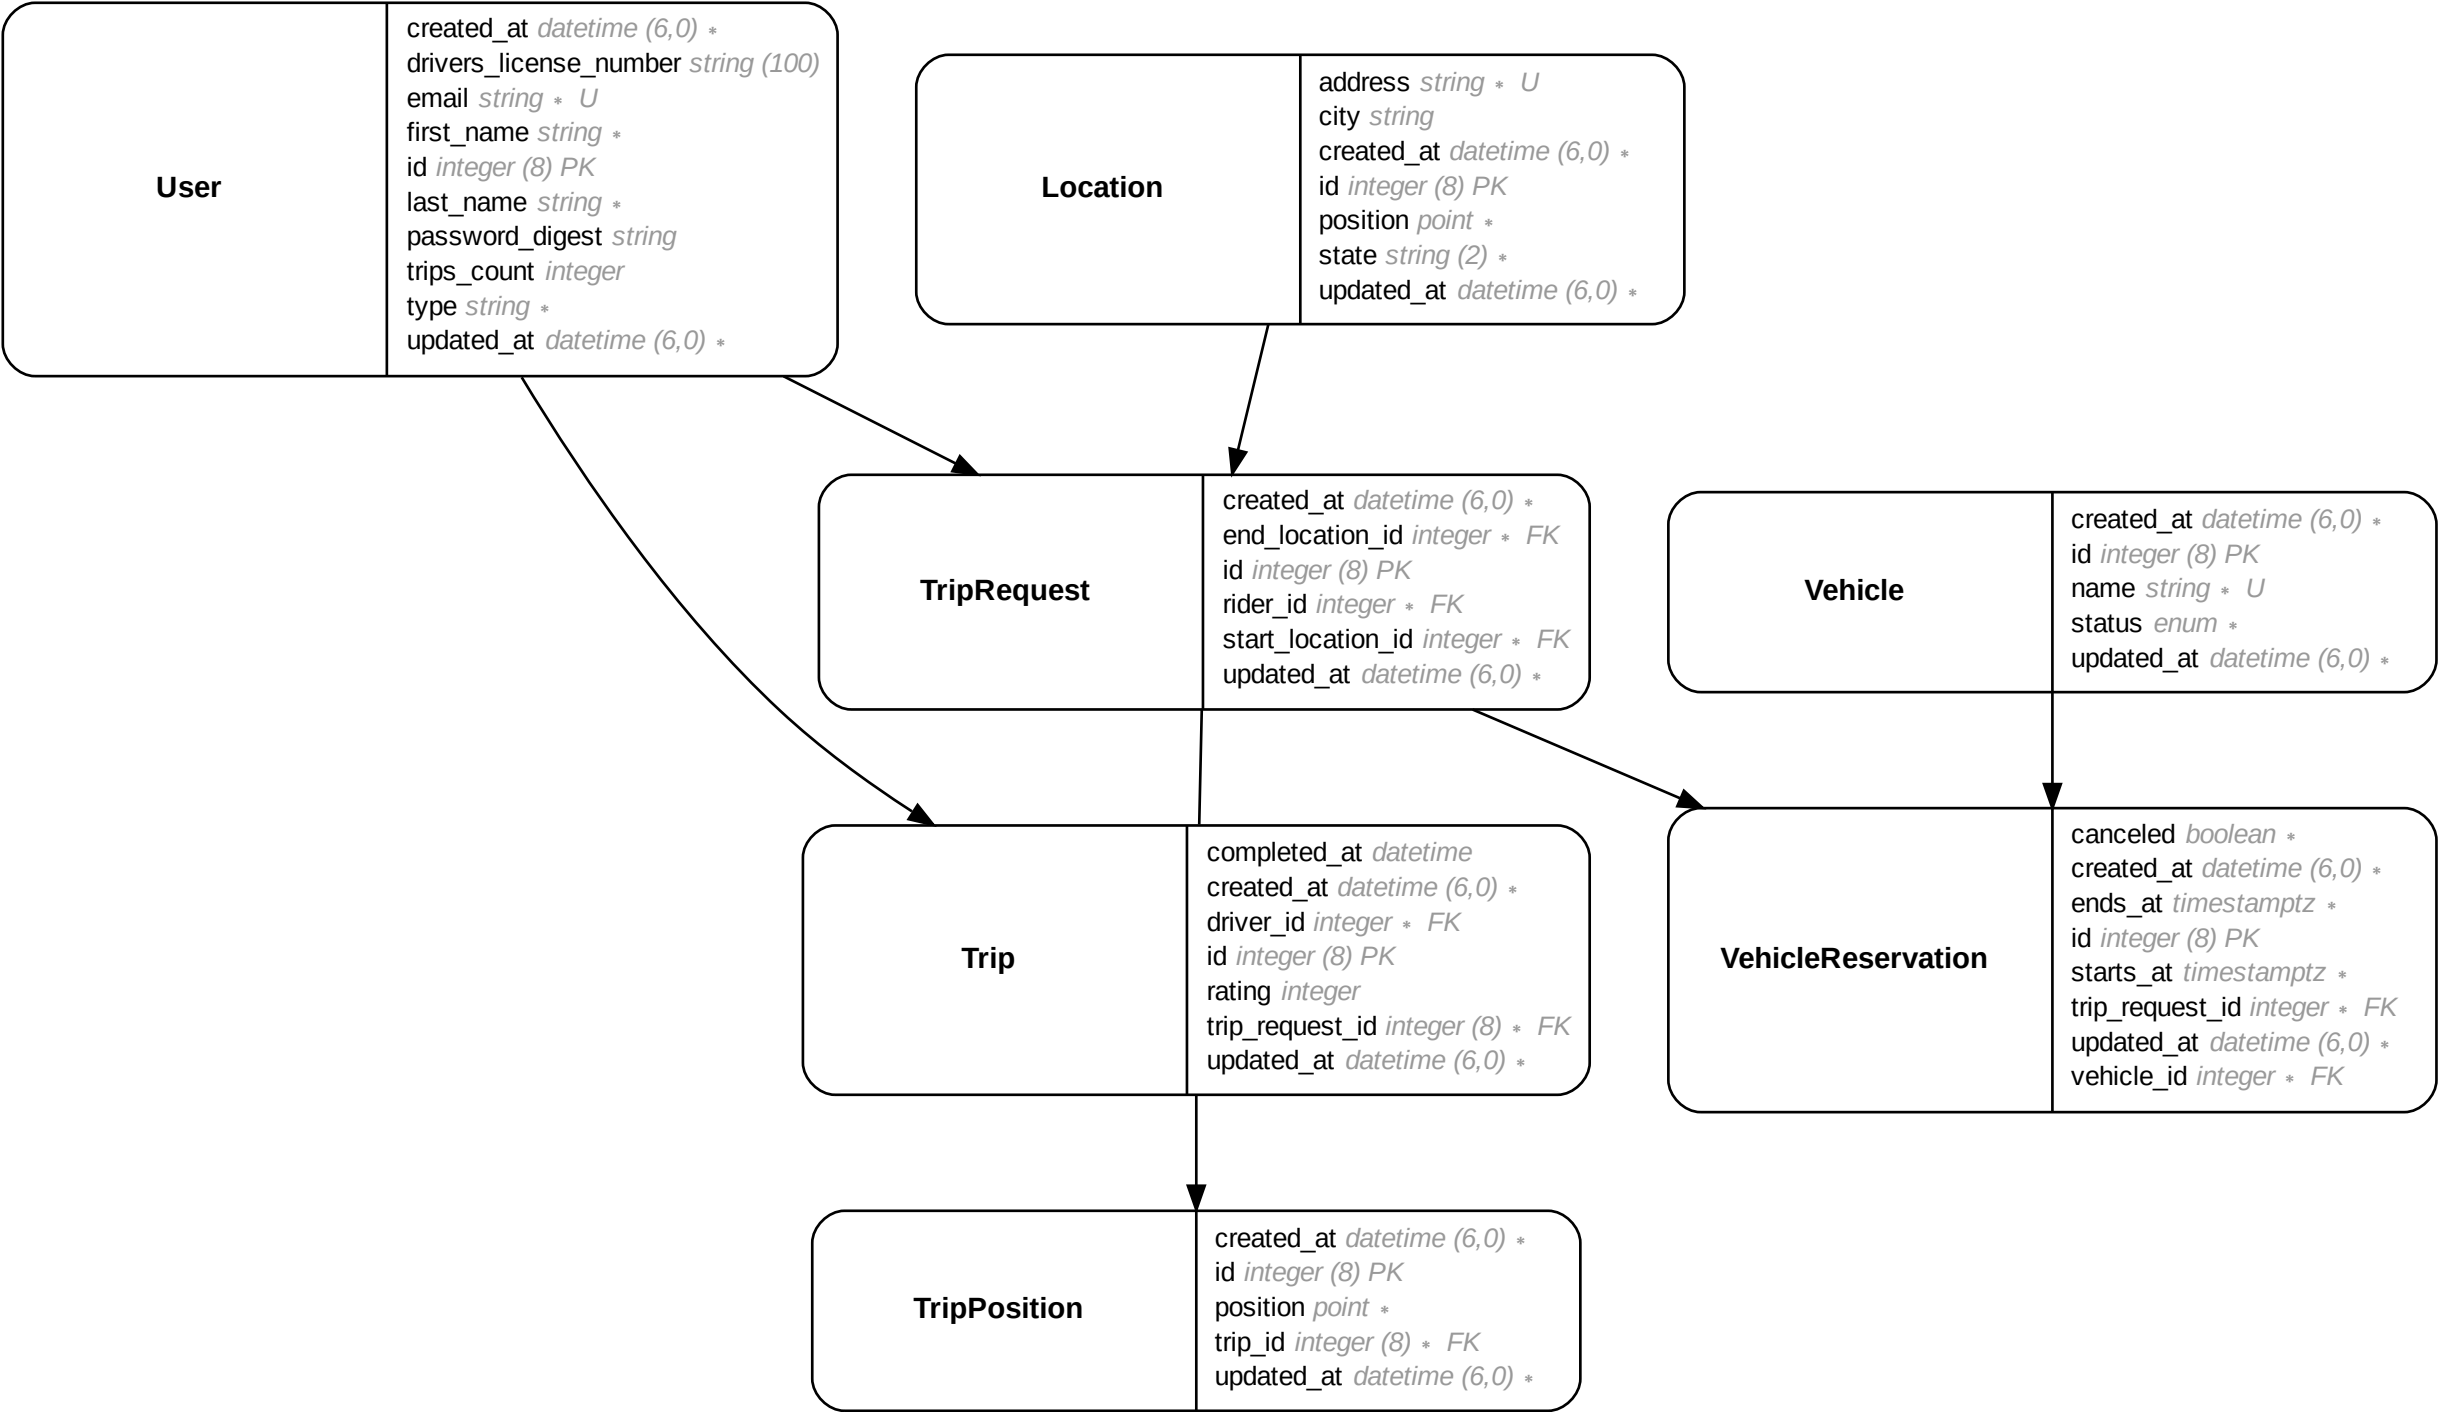 User
created_at datetime (6,0) *
drivers_license_number string (100)
email string * U
first_name string *
id integer (8) PK
last_name string *
password_digest string
trips_count integer
type string *
updated_at datetime (6,0) *
Location
address string * U
city string
created_at datetime (6,0) *
id integer (8) PK
position point *
state string (2) *
updated_at datetime (6,0) *
TripRequest
created_at datetime (6,0) *
end_location_id integer * FK
id integer (8) PK
rider_id integer * FK
start_location_id integer * FK
updated_at datetime (6,0) *
Vehicle
created_at datetime (6,0) *
id integer (8) PK
name string * U
status enum *
updated_at datetime (6,0) *
Trip
completed_at datetime
created_at datetime (6,0) *
driver_id integer * FK
id integer (8) PK
rating integer
trip_request_id integer (8) * FK
updated_at datetime (6,0) *
VehicleReservation
canceled boolean *
created_at datetime (6,0) *
ends_at timestamptz *
id integer (8) PK
starts_at timestamptz *
trip_request_id integer * FK
updated_at datetime (6,0) *
vehicle_id integer * FK
TripPosition
created_at datetime (6,0) *
id integer (8) PK
position point *
trip_id integer (8) * FK
updated_at datetime (6,0) *